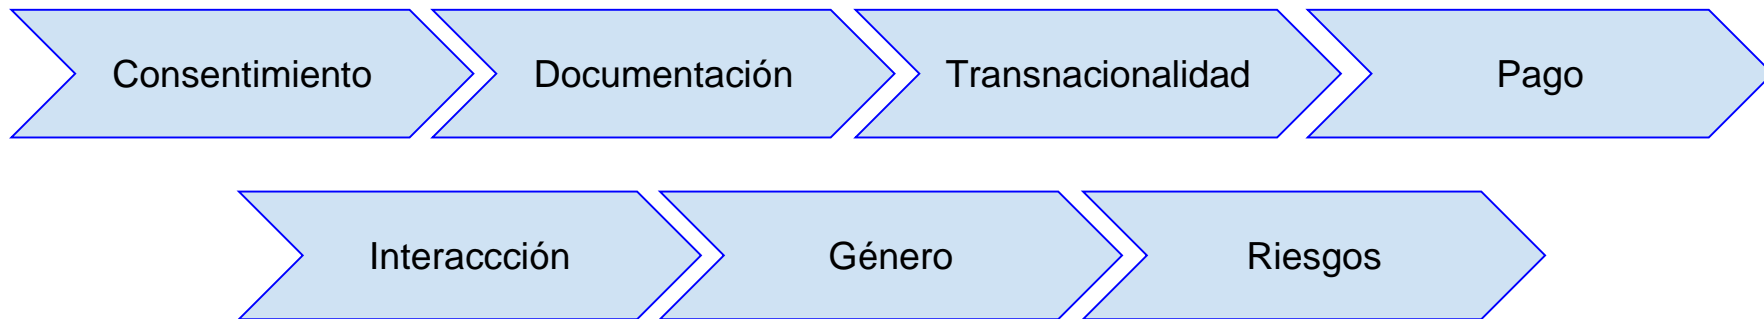 Consentimiento Documentación Transnacionalidad Pago
Interaccción Género Riesgos